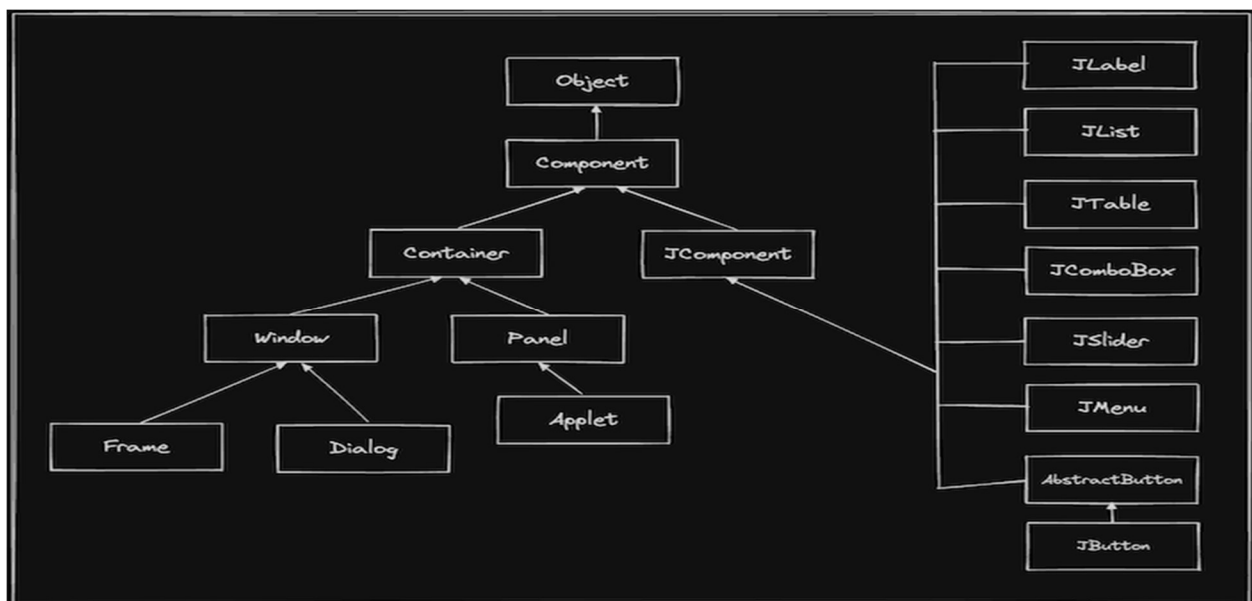 Object
Component
Container
JComponent
Window
Panel
Frame
Dialog
Applet
JLabel
JList
JTable
JComboBox
JSlider
JMenu
AbstractButton
JButton